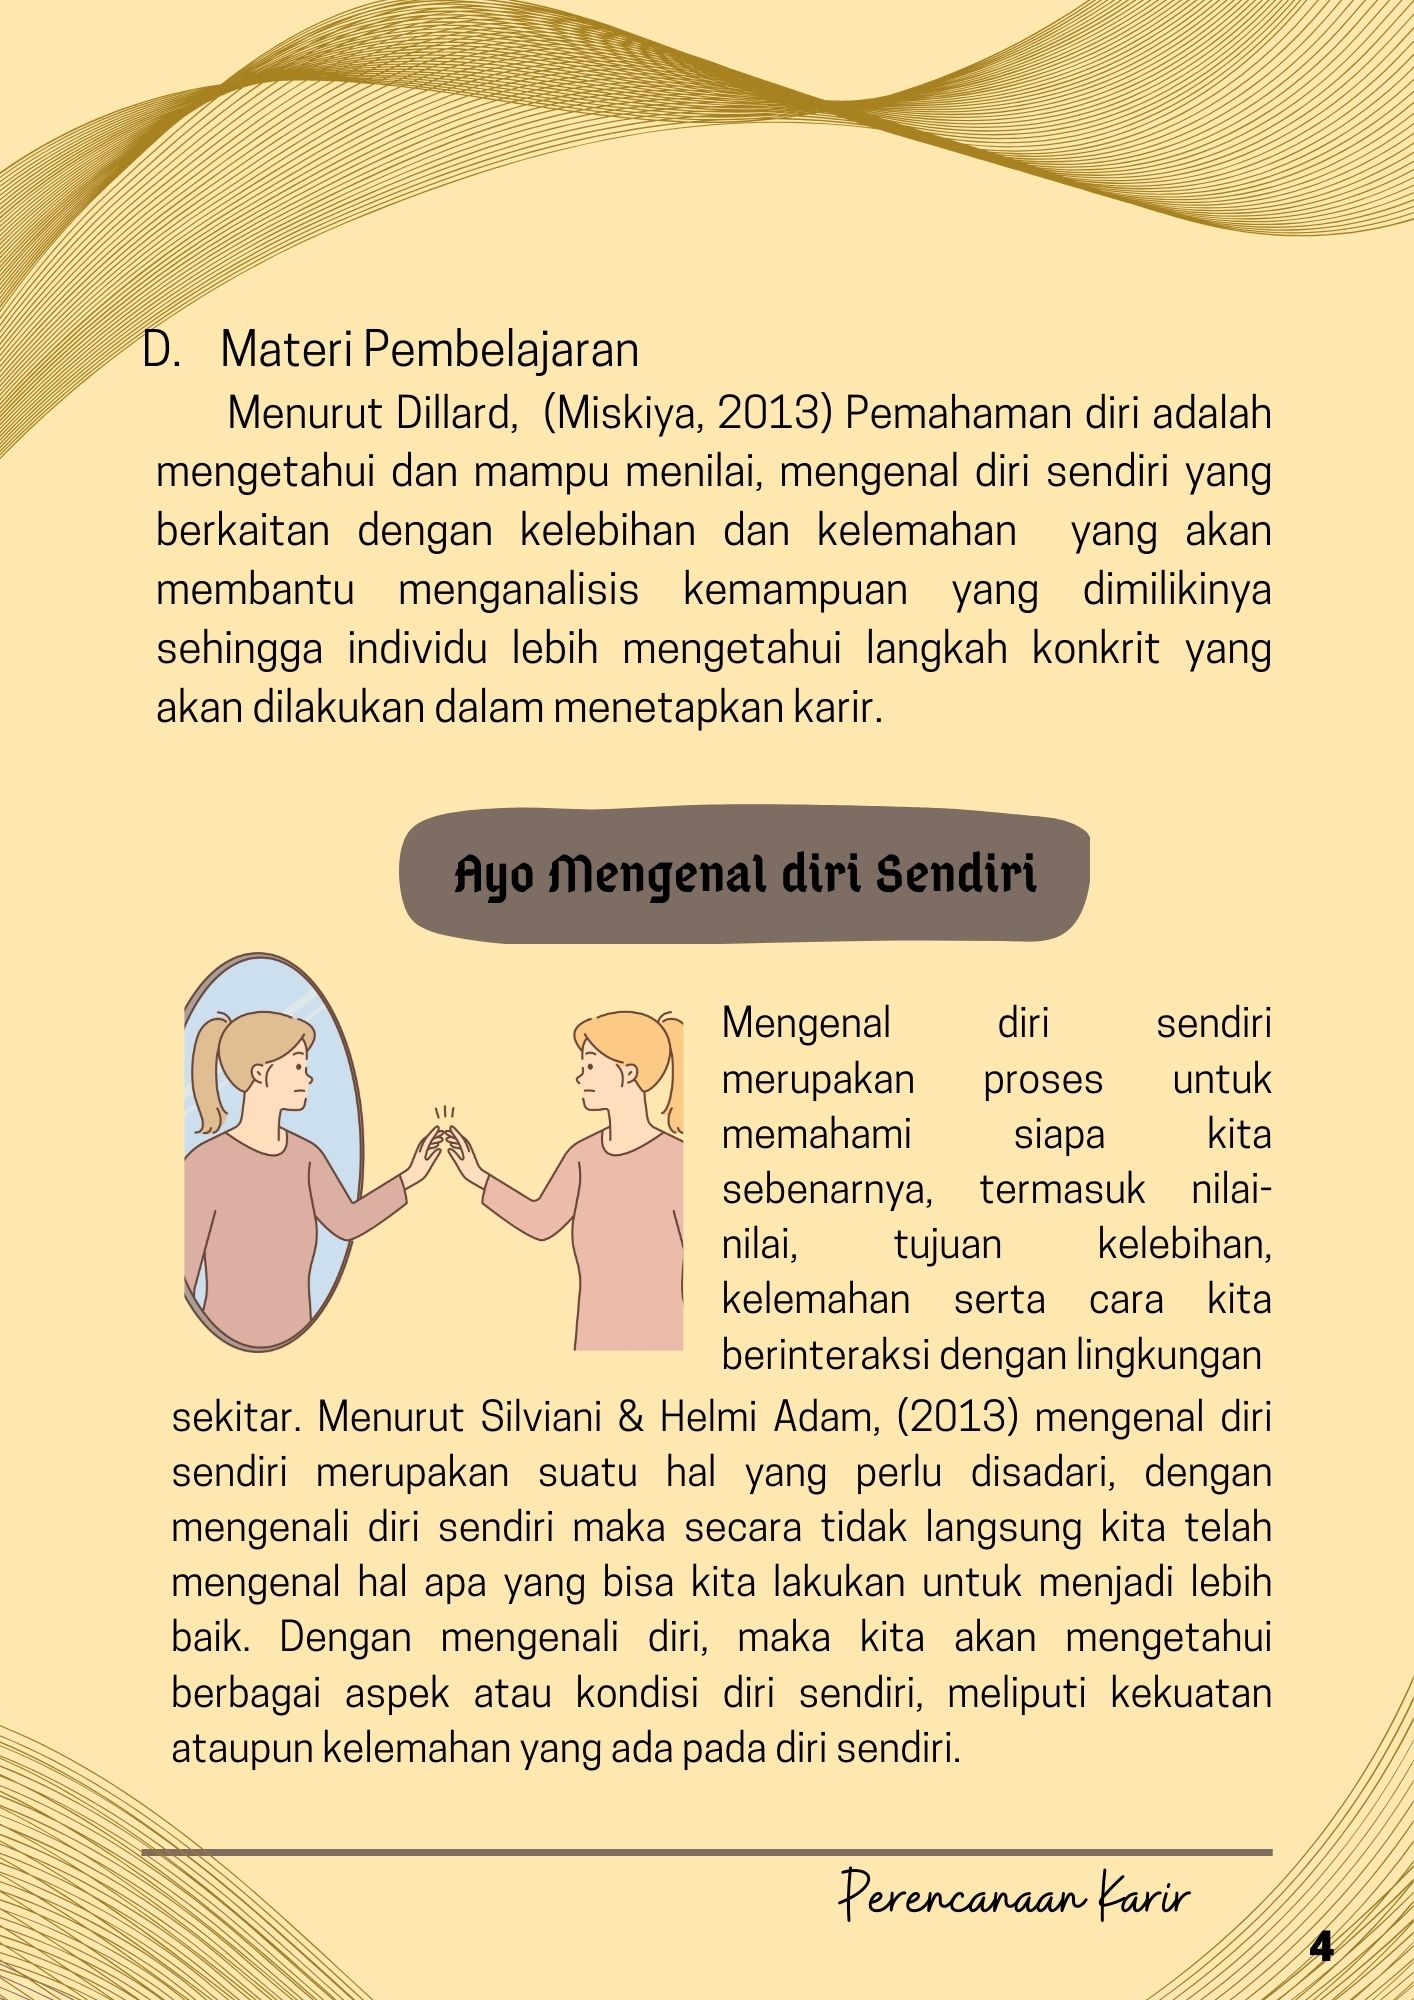 D. Materi Pembelajaran
Menurut Dillard, (Miskiya, 2013) Pemahaman diri adalah
mengetahui dan mampu menilai, mengenal diri sendiri yang
berkaitan dengan kelebihan dan kelemahan yang akan
membantu menganalisis kemampuan yang dimilikinya
sehingga individu lebih mengetahui langkah konkrit yang
akan dilakukan dalam menetapkan karir.
Ayo Mengenal diri Sendiri
Mengenal diri sendiri
merupakan proses untuk
memahami siapa kita
sebenarnya, termasuk nilai-
nilai, tujuan kelebihan,
kelemahan serta cara kita
berinteraksi dengan lingkungan
sekitar. Menurut Silviani & Helmi Adam, (2013) mengenal diri
sendiri merupakan suatu hal yang perlu disadari, dengan
mengenali diri sendiri maka secara tidak langsung kita telah
mengenal hal apa yang bisa kita lakukan untuk menjadi lebih
baik. Dengan mengenali diri, maka kita akan mengetahui
berbagai aspek atau kondisi diri sendiri, meliputi kekuatan
ataupun kelemahan yang ada pada diri sendiri.
Perencanaan Karir
4